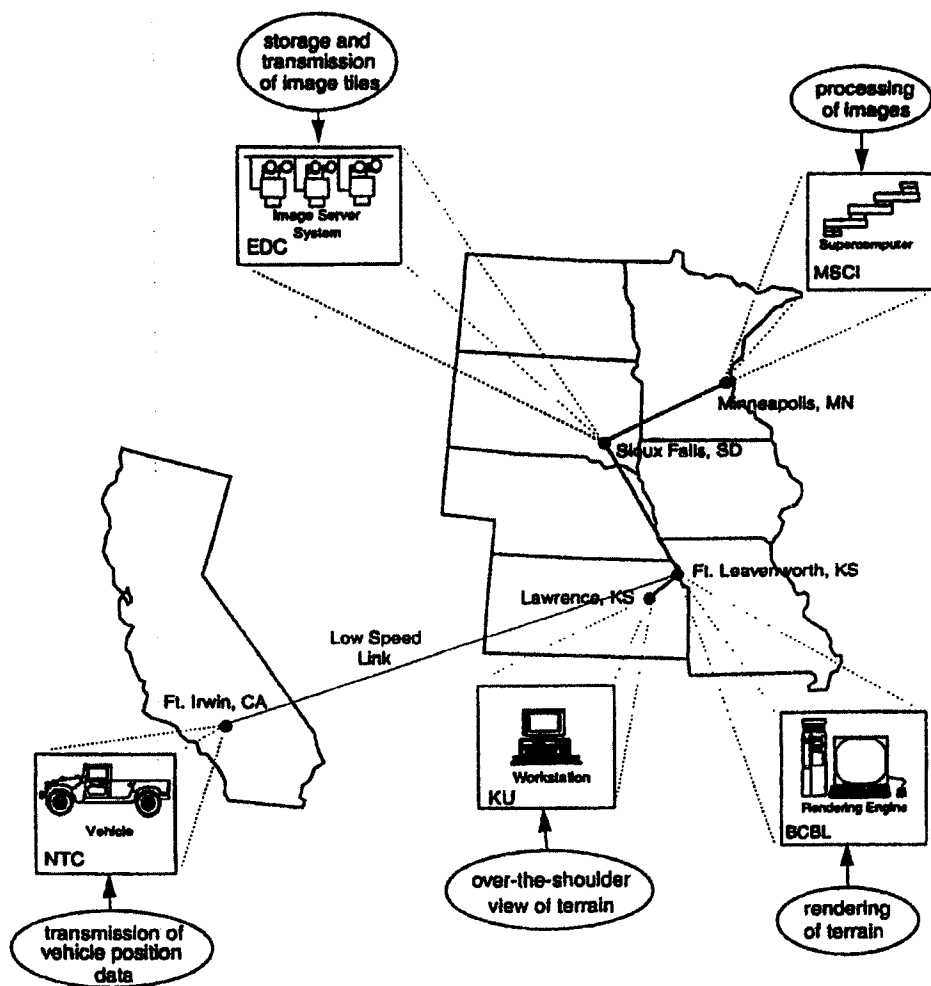 storage and
transmission
of image tiles
processing
of images
Image Server
System
EDC
Supercomputer
MSCI
Minneapolis, MN
Sioux Falls, SD
Ft. Leavenworth, KS
Lawrence, KS
Low Speed
Link
Ft. Irwin, CA
Vehicle
NTC
Workstation
KU
Rendering Engine
BCBL
over-the-shoulder
view of terrain
rendering
of terrain
transmission of
vehicle position
data